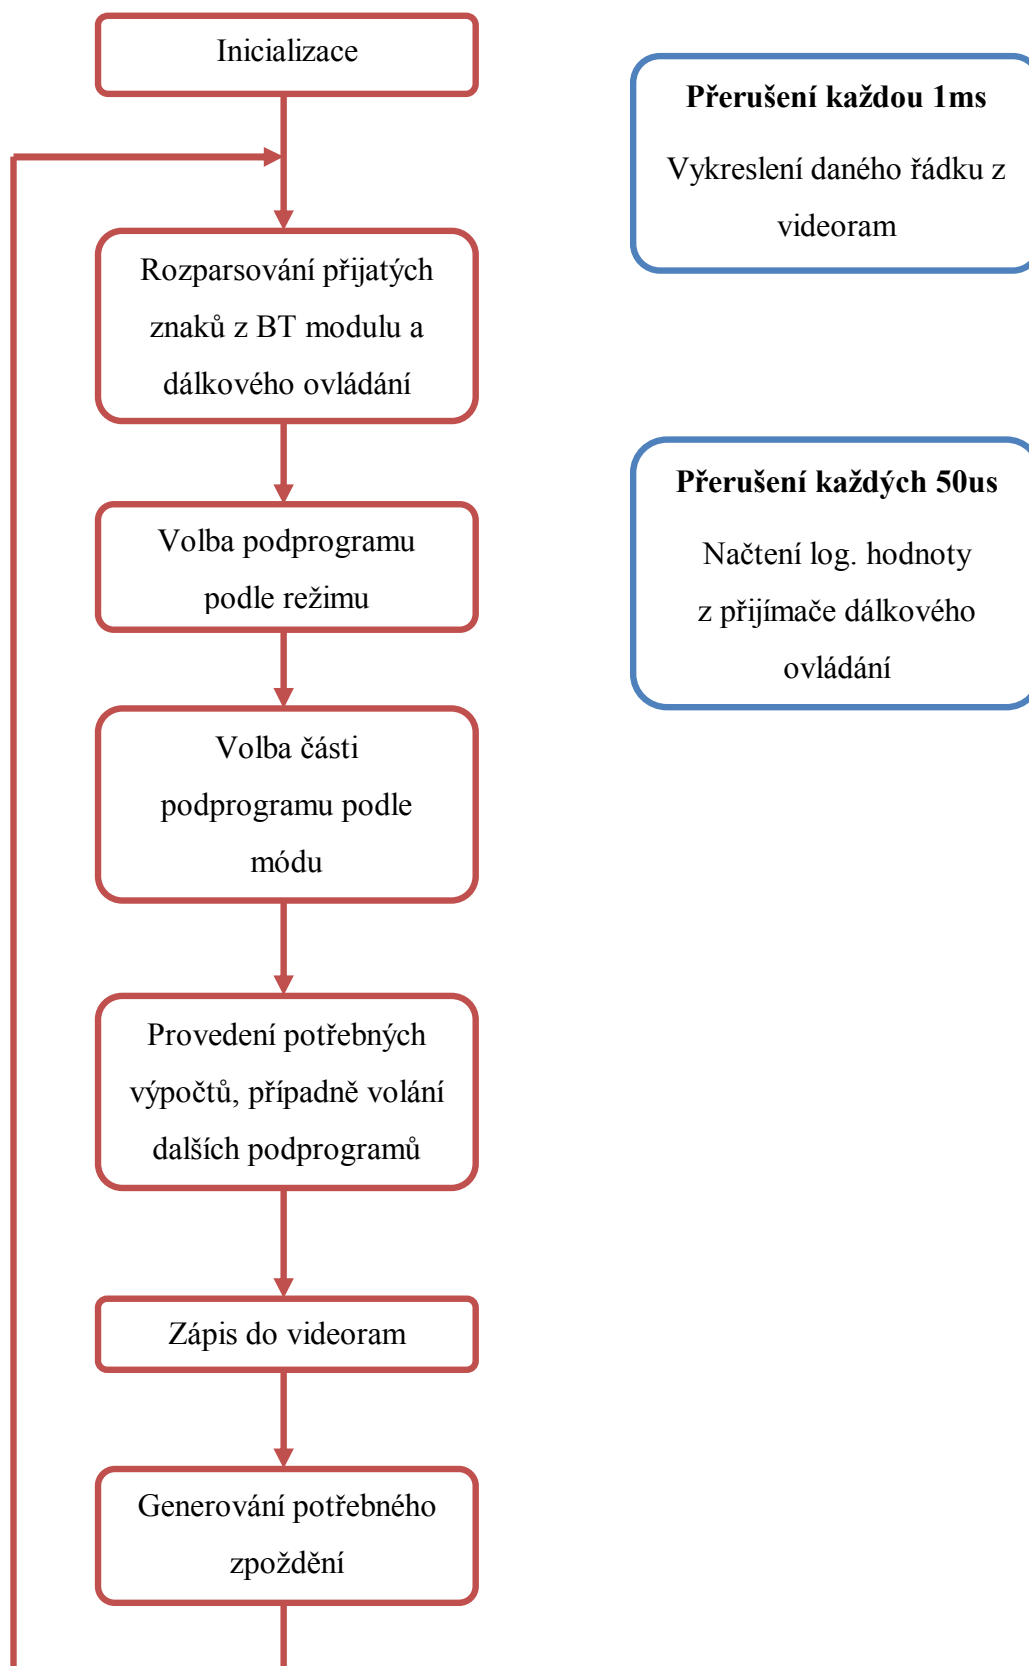 Inicializace
Rozparsování přijatých
znaků z BT modulu a
dálkového ovládání
Volba podprogramu
podle režimu
Volba části
podprogramu podle
módu
Provedení potřebných
výpočtů, případně volání
dalších podprogramů
Zápis do videoram
Generování potřebného
zpoždění
Přerušení každou 1ms
Vykreslení daného řádku z
videoram
Přerušení každých 50us
Načtení log. hodnoty
z přijímače dálkového
ovládání